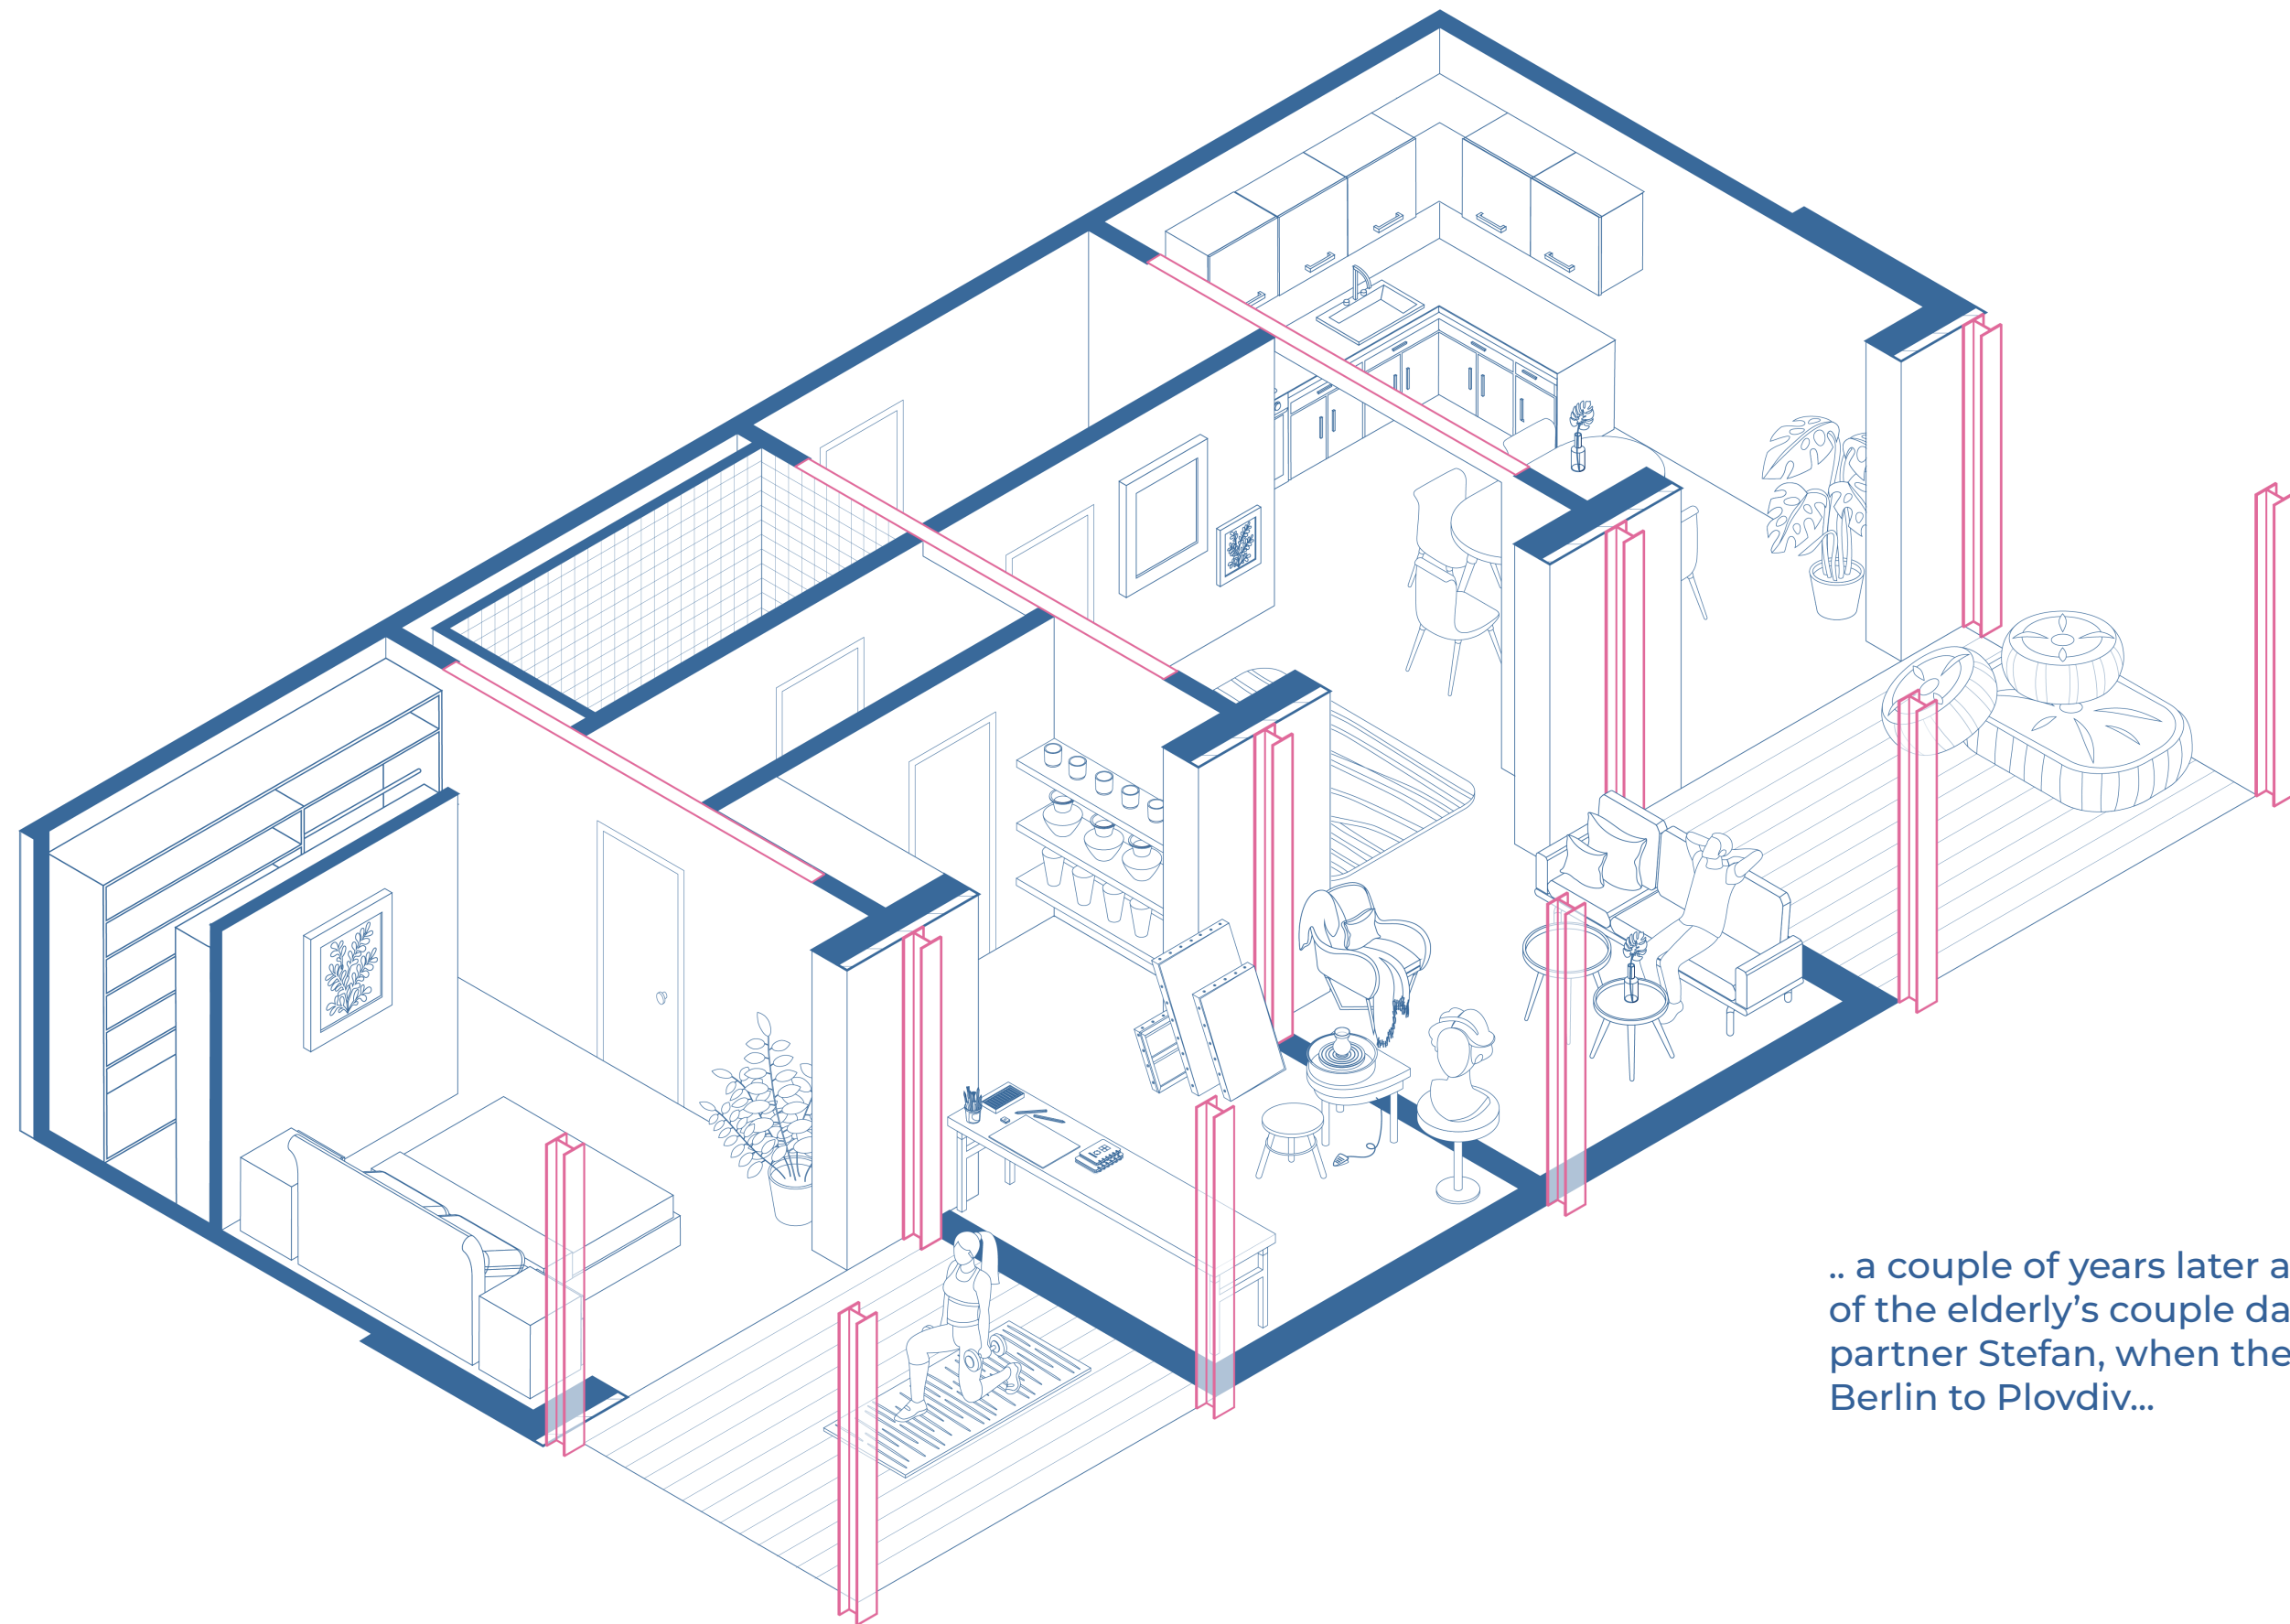 .. a couple of years later a
of the elderly’s couple da
partner Stefan, when the
Berlin to Plovdiv...